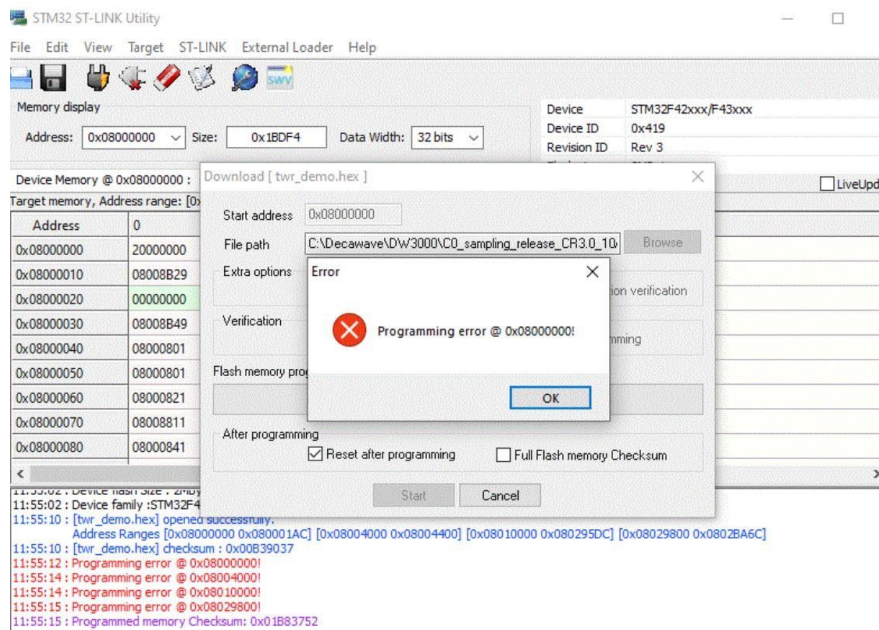 STM32 ST-LINK Utility
File Edit View Target ST-LINK External Loader Help
SWV
Memory display
Address: 0x08000000 Size: 0x1BDF4 Data Width: 32 bits
Device STM32F42xxx/F43xxx
Device ID 0x419
Revision ID Rev 3
Device Memory @ 0x08000000 :
LiveUpd
Target memory, Address range: [0x
Address 0
0x08000000 20000000
0x08000010 08008B29
0x08000020 00000000
0x08000030 08008B49
0x08000040 08000801
0x08000050 08000801
0x08000060 08000821
0x08000070 08008811
0x08000080 08000841
Download [ twr_demo.hex ]
Start address 0x08000000
File path C:\Decawave\DW3000\C0_sampling_release_CR3.0_10/ Browse
Extra options
ion verification
Verification
mming
Flash memory prog
After programming
Reset after programming Full Flash memory Checksum
Start Cancel
Error
Programming error @ 0x08000000!
OK
11:55:02 : Device family :STM32F4
11:55:10 : [twr_demo.hex] opened successfully.
Address Ranges [0x08000000 0x080001AC] [0x08004000 0x08004400] [0x08010000 0x080295DC] [0x08029800 0x0802BA6C]
11:55:10 : [twr_demo.hex] checksum : 0x00B39037
11:55:12 : Programming error @ 0x08000000!
11:55:14 : Programming error @ 0x08004000!
11:55:14 : Programming error @ 0x08010000!
11:55:15 : Programming error @ 0x08029800!
11:55:15 : Programmed memory Checksum: 0x01B83752